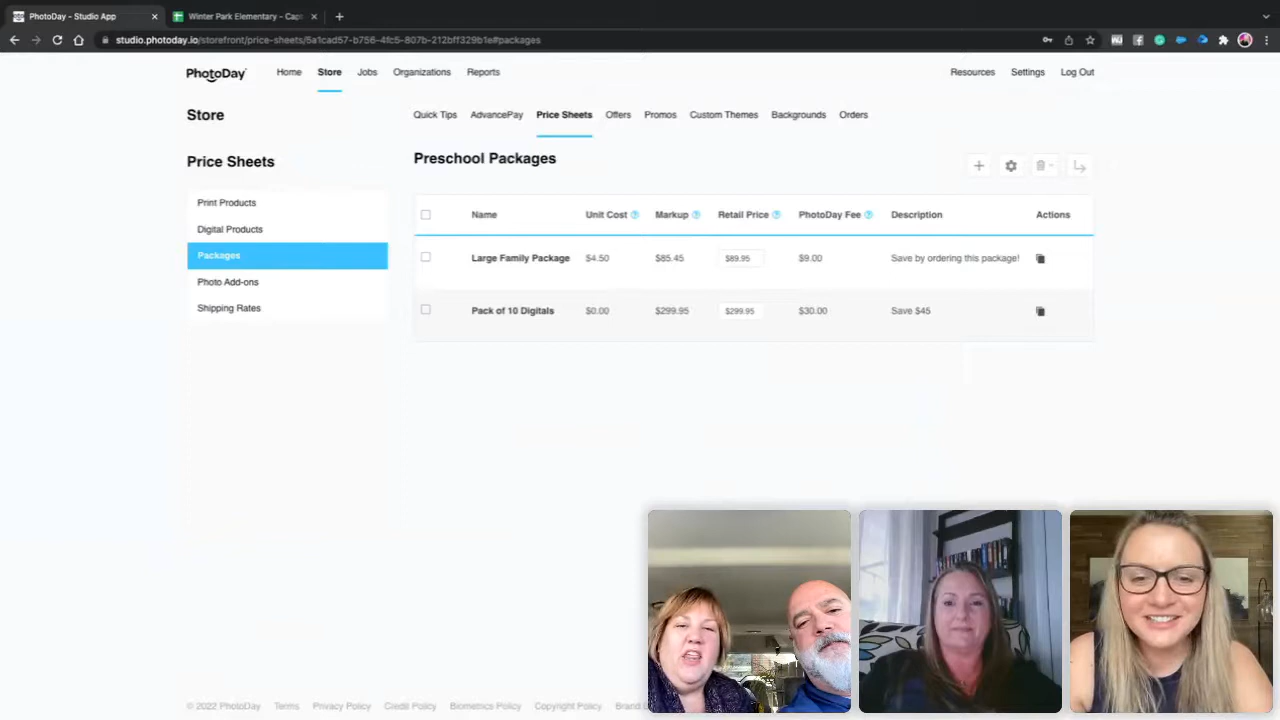 PhotoDay - Studio App
Winter Park Elementary - Cap
studio.photoday.io/storefront/price-sheets/5a1cad57-b756-4fc5-807b-212bff329b1e#packages
PhotoDay Home Store Jobs Organizations Reports Resources Settings Log Out
Store Quick Tips AdvancePay Price Sheets Offers Promos Custom Themes Backgrounds Orders
Price Sheets
Print Products
Digital Products
Packages
Photo Add-ons
Shipping Rates
Preschool Packages
Name Unit Cost Markup Retail Price PhotoDay Fee Description Actions
Large Family Package $4.50 $85.45 $89.95 $9.00 Save by ordering this package!
Pack of 10 Digitals $0.00 $299.95 $299.95 $30.00 Save $45
© 2022 PhotoDay Terms Privacy Policy Credit Policy Biometrics Policy Copyright Policy Brand